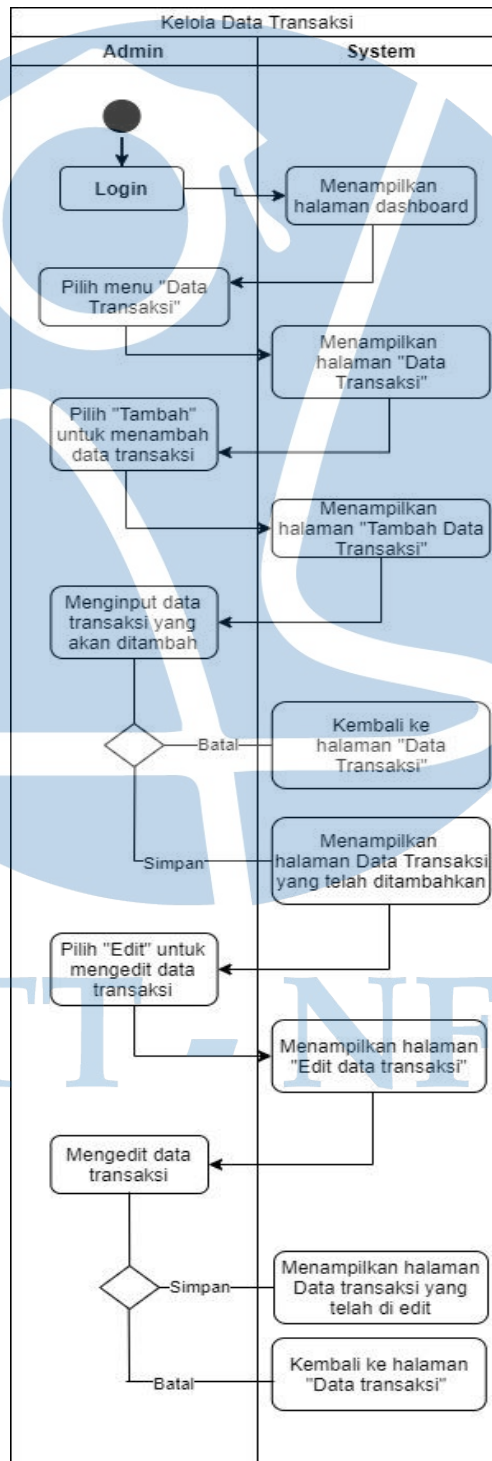 Kelola Data Transaksi
Admin
System
Login
Menampilkan
halaman dashboard
Pilih menu "Data
Transaksi"
Menampilkan
halaman "Data
Transaksi"
Pilih "Tambah"
untuk menambah
data transaksi
Menampilkan
halaman "Tambah Data
Transaksi"
Menginput data
transaksi yang
akan ditambah
Batal
Kembali ke
halaman "Data
Transaksi"
Simpan
Menampilkan
halaman Data Transaksi
yang telah ditambahkan
Pilih "Edit" untuk
mengedit data
transaksi
Menampilkan halaman
"Edit data transaksi"
Mengedit data
transaksi
Simpan
Menampilkan halaman
Data transaksi yang
telah di edit
Batal
Kembali ke halaman
"Data transaksi"